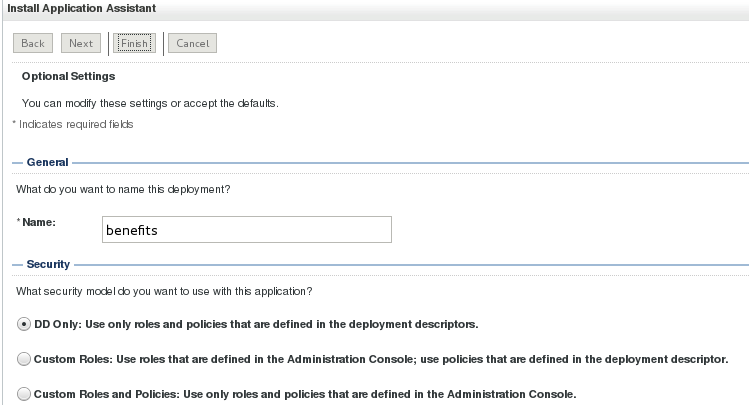 Install Application Assistant
Back Next Finish Cancel
Optional Settings
You can modify these settings or accept the defaults.
* Indicates required fields
General
What do you want to name this deployment?
* Name: benefits
Security
What security model do you want to use with this application?
DD Only: Use only roles and policies that are defined in the deployment descriptors.
Custom Roles: Use roles that are defined in the Administration Console; use policies that are defined in the deployment descriptor.
Custom Roles and Policies: Use only roles and policies that are defined in the Administration Console.